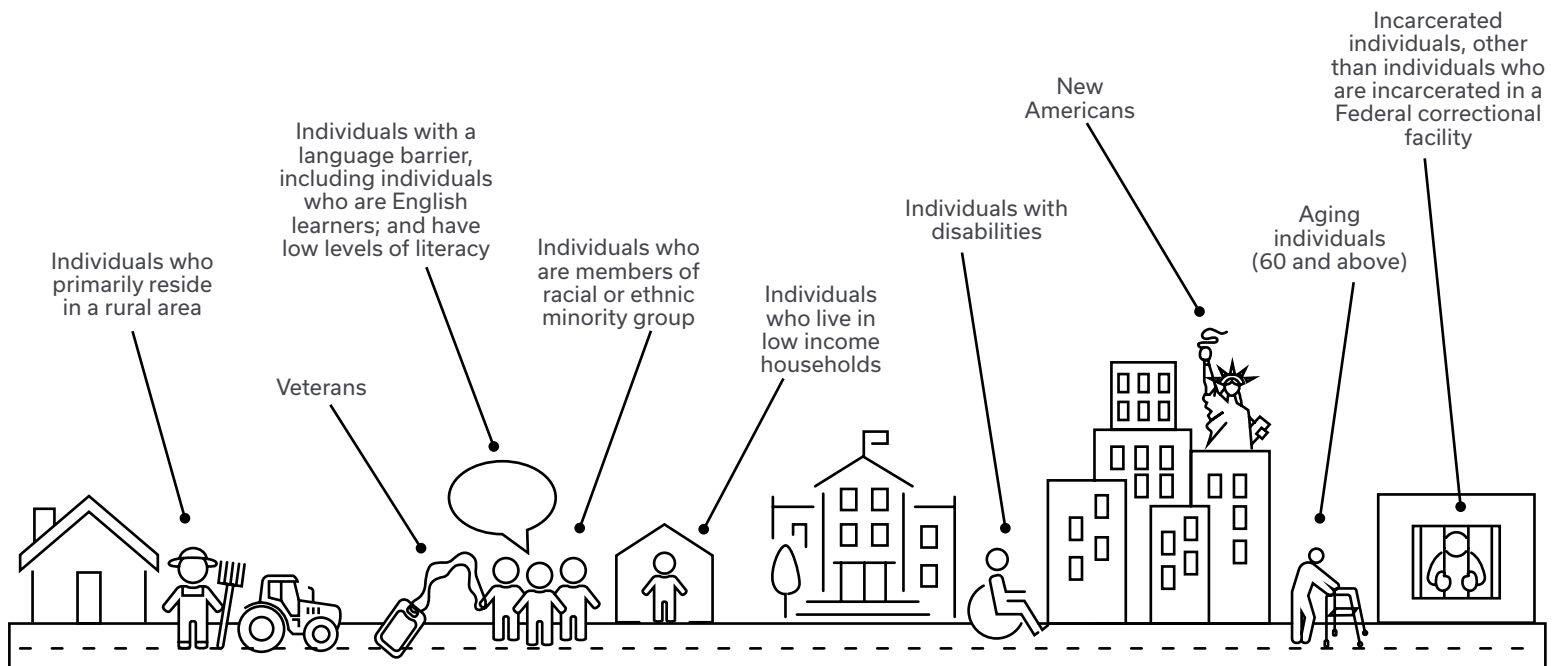 Individuals who
primarily reside
in a rural area
Veterans
Individuals with a
language barrier,
including individuals
who are English
learners; and have
low levels of literacy
Individuals who
are members of
racial or ethnic
minority group
Individuals
who live in
low income
households
Individuals with
disabilities
New
Americans
Aging
individuals
(60 and above)
Incarcerated
individuals, other
than individuals who
are incarcerated in a
Federal correctional
facility